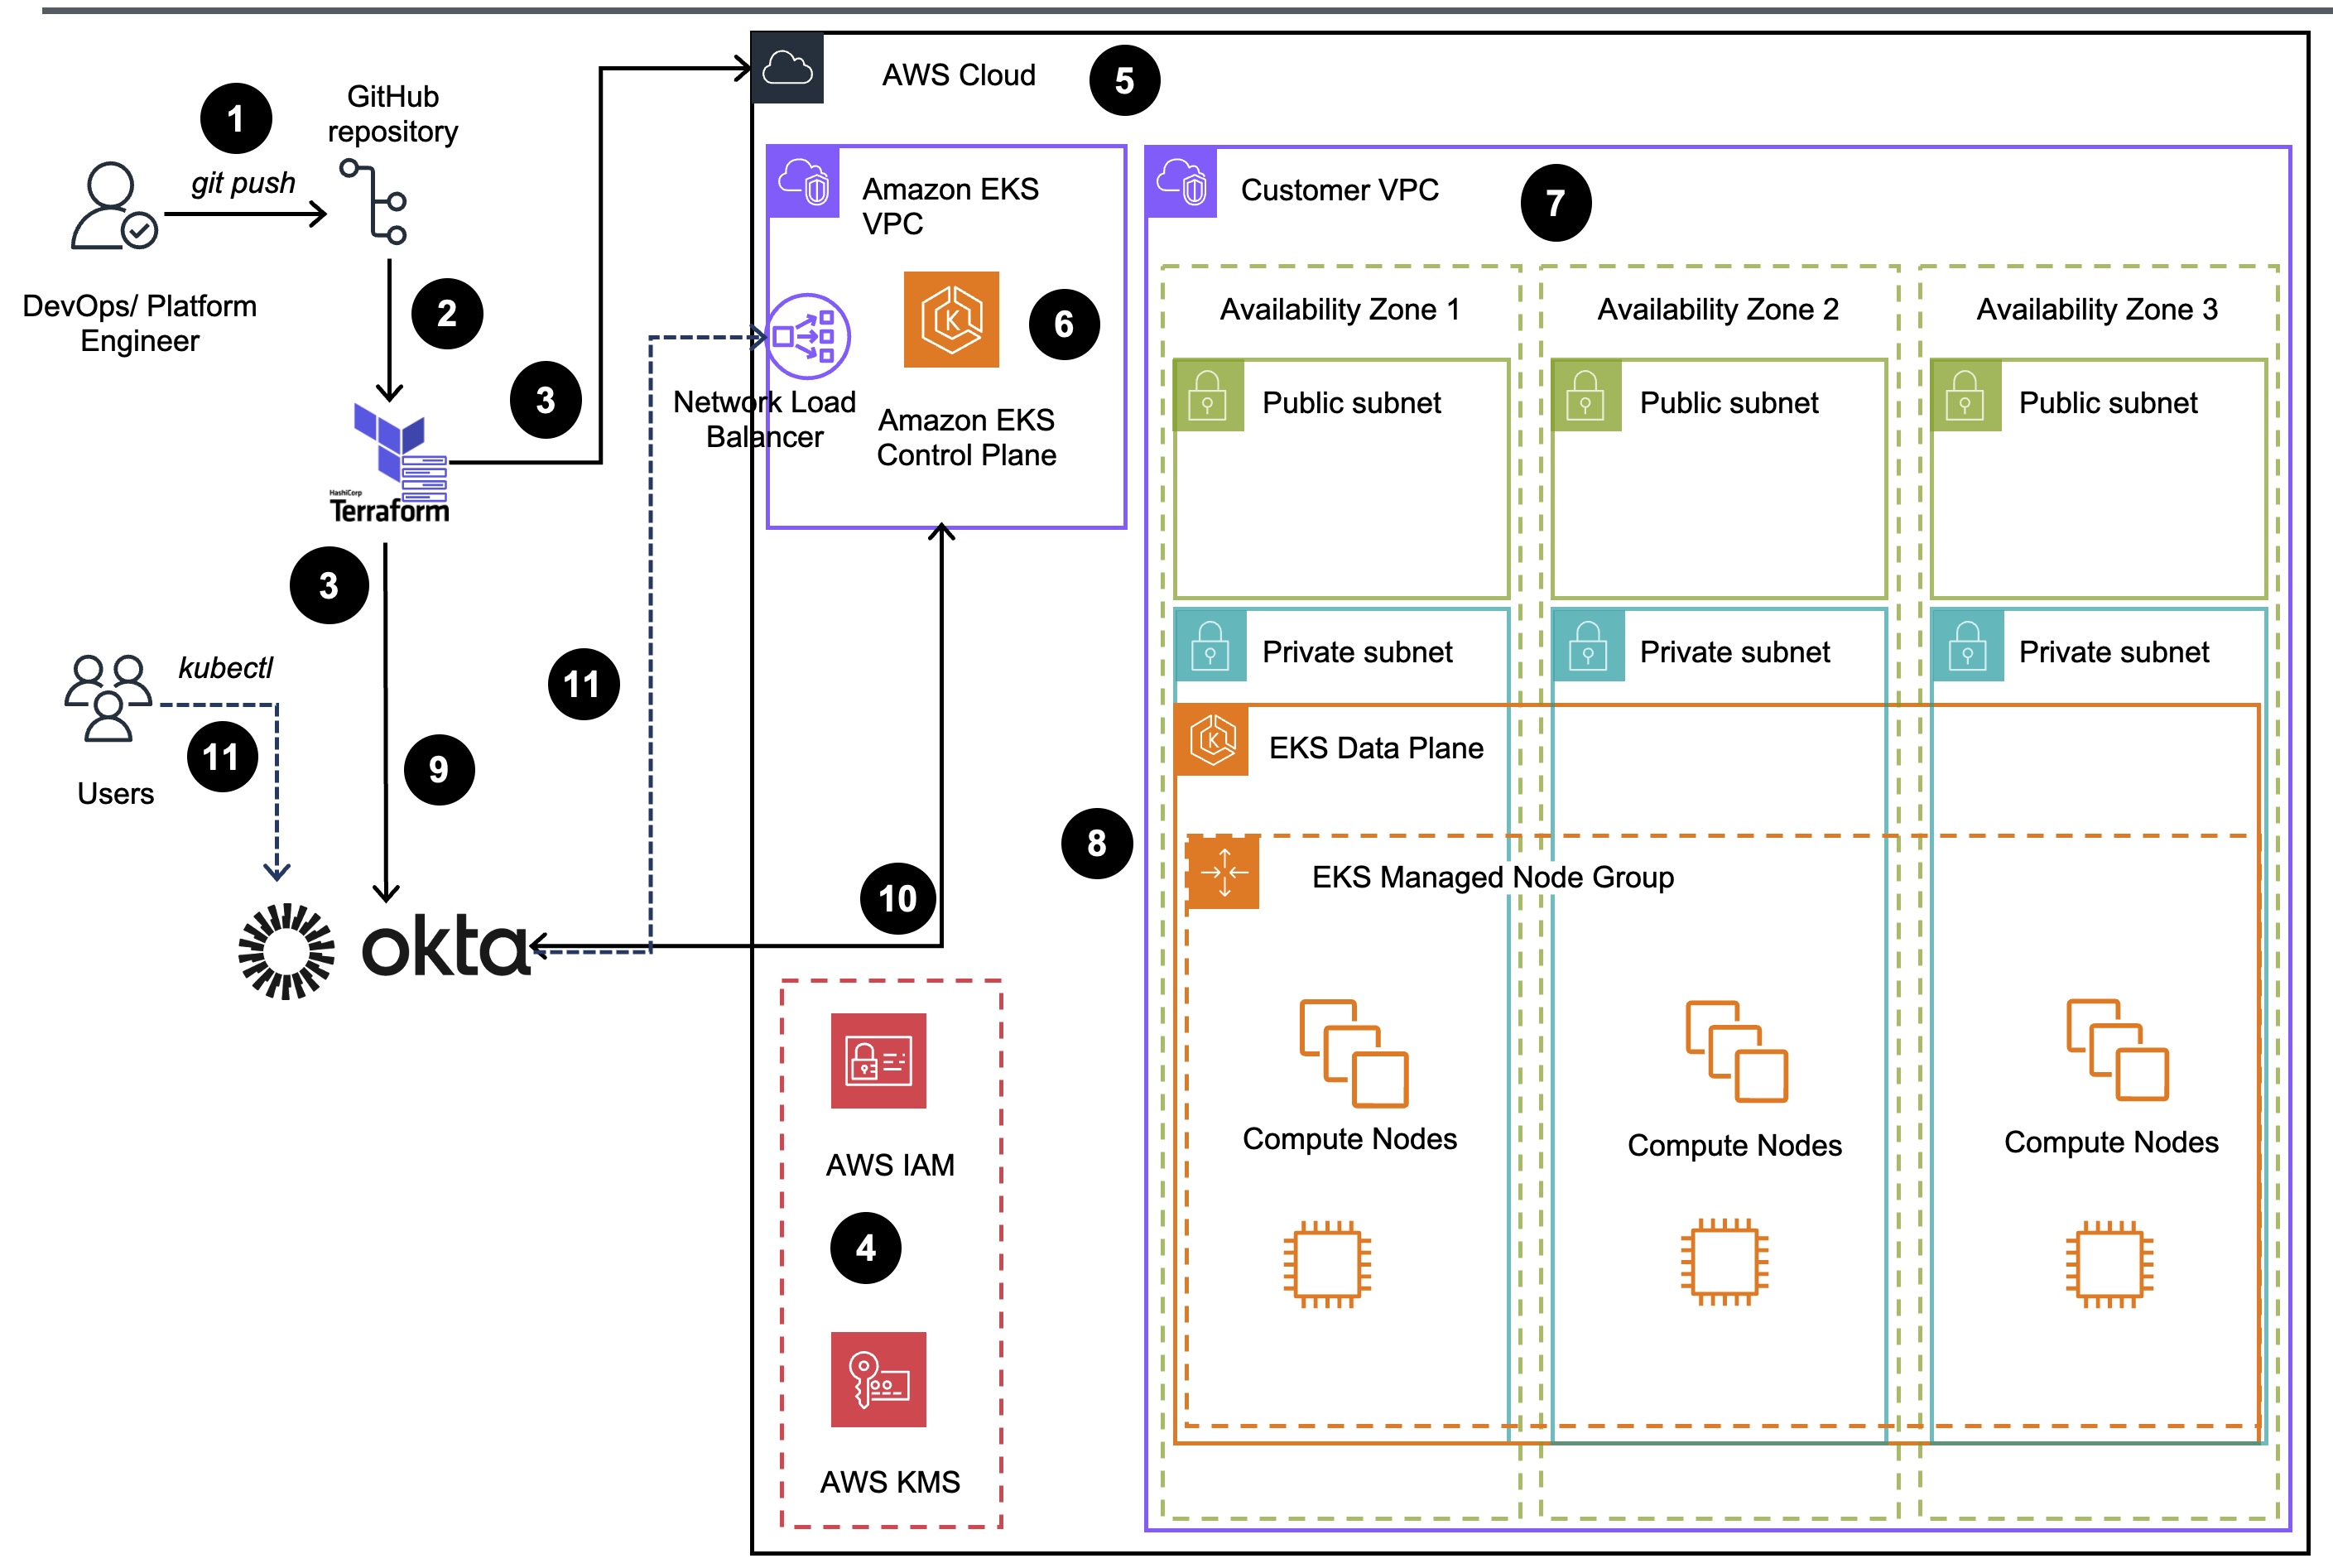 AWS Cloud
5
1
GitHub
repository
git push
DevOps/ Platform
Engineer
2
3
HashiCorp
Terraform
3
kubectl
11
Users
9
11
okta
10
Amazon EKS
VPC
6
Network Load
Balancer
Amazon EKS
Control Plane
AWS IAM
4
AWS KMS
Customer VPC
7
8
Availability Zone 1
Availability Zone 2
Availability Zone 3
Public subnet
Public subnet
Public subnet
Private subnet
Private subnet
Private subnet
K
EKS Data Plane
K
EKS Managed Node Group
Compute Nodes
Compute Nodes
Compute Nodes